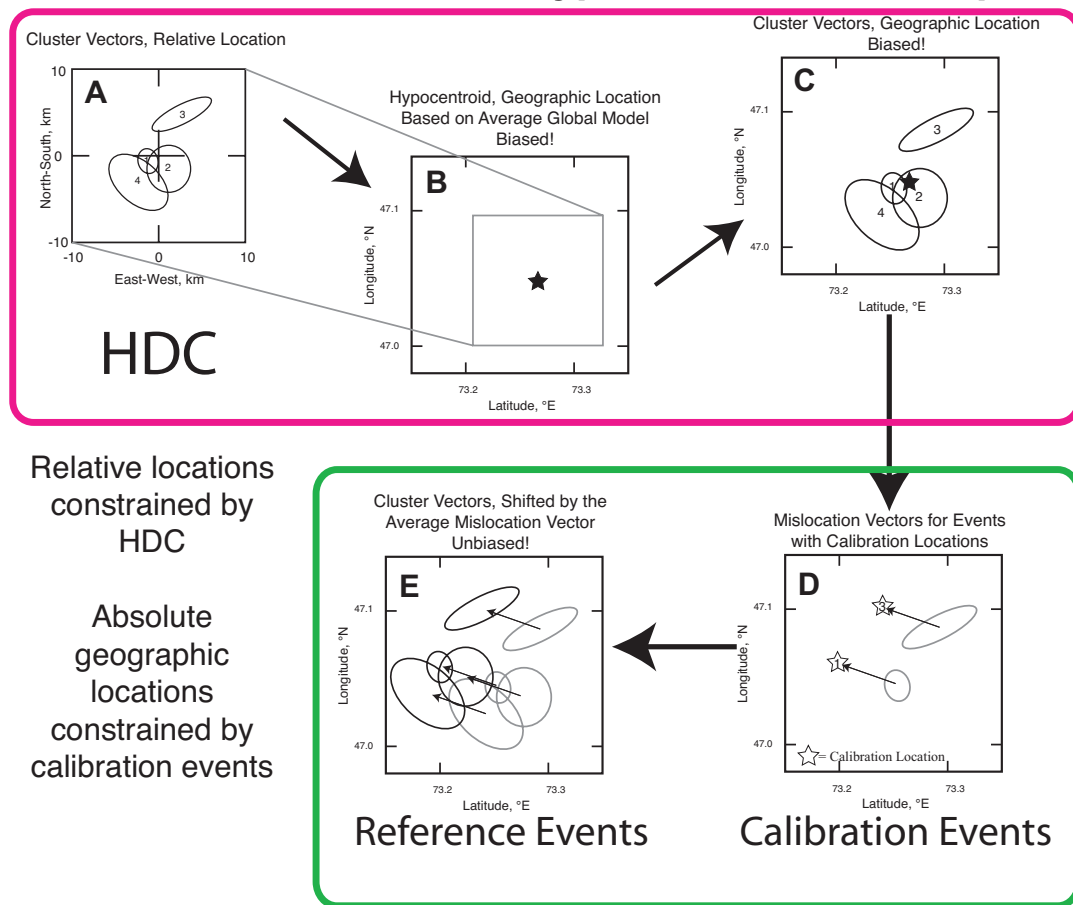 Cluster Vectors, Relative Location
10
A
3
North-South, km
0
1
2
4
-10
-10
0
10
East-West, km
HDC
Hypocentroid, Geographic Location
Based on Average Global Model
Biased!
B
47.1
Longitude, °N
47.0
73.2
73.3
Latitude, °E
Cluster Vectors, Geographic Location
Biased!
C
47.1
3
Longitude, °N
1
2
4
47.0
73.2
73.3
Latitude, °E
Relative locations
constrained by
HDC
Absolute
geographic
locations
constrained by
calibration events
Cluster Vectors, Shifted by the
Average Mislocation Vector
Unbiased!
E
47.1
Longitude, °N
47.0
73.2
73.3
Latitude, °E
Reference Events
Mislocation Vectors for Events
with Calibration Locations
D
3
47.1
Longitude, °N
1
47.0
= Calibration Location
73.2
73.3
Latitude, °E
Calibration Events